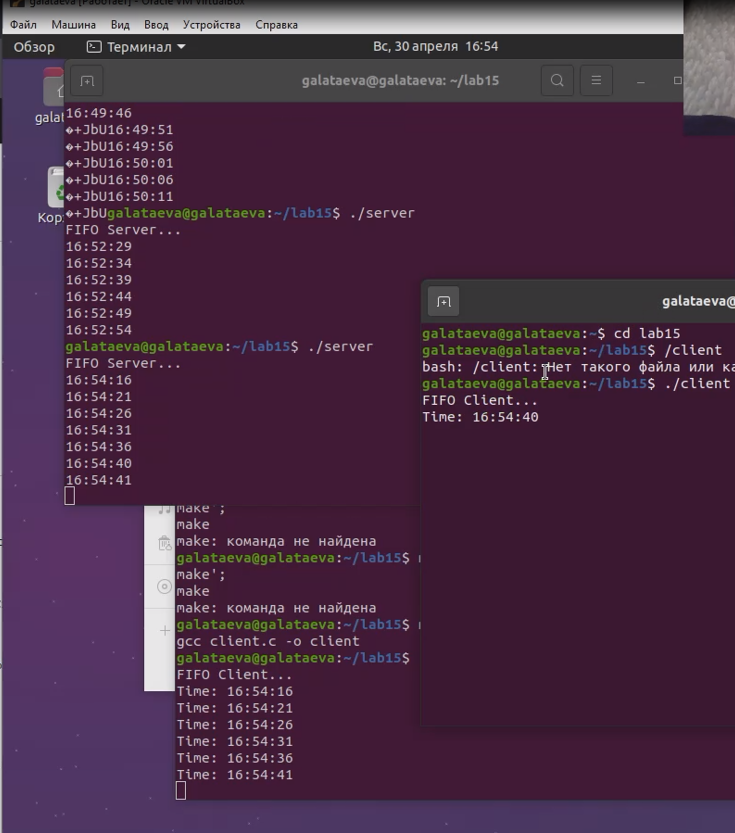 galataeva [Работает] - Oracle VM VirtualBox
Файл Машина Вид Ввод Устройства Справка
Обзор Терминал Вс, 30 апреля 16:54
galataeva@galataeva: ~/lab15
16:49:46
�+JbU16:49:51
�+JbU16:49:56
�+JbU16:50:01
�+JbU16:50:06
�+JbU16:50:11
�+JbUgalataeva@galataeva:~/lab15$ ./server
FIFO Server...
16:52:29
16:52:34
16:52:39
16:52:44
16:52:49
16:52:54
galataeva@galataeva:~/lab15$ ./server
FIFO Server...
16:54:16
16:54:21
16:54:26
16:54:31
16:54:36
16:54:40
16:54:41
galataeva@
galataeva@galataeva:~$ cd lab15
galataeva@galataeva:~/lab15$ /client
bash: /client: Нет такого файла или ка
galataeva@galataeva:~/lab15$ ./client
FIFO Client...
Time: 16:54:40
make';
make
make: команда не найдена
galataeva@galataeva:~/lab15$
make';
make
make: команда не найдена
galataeva@galataeva:~/lab15$
gcc client.c -o client
galataeva@galataeva:~/lab15$
FIFO Client...
Time: 16:54:16
Time: 16:54:21
Time: 16:54:26
Time: 16:54:31
Time: 16:54:36
Time: 16:54:41
galat
Кор